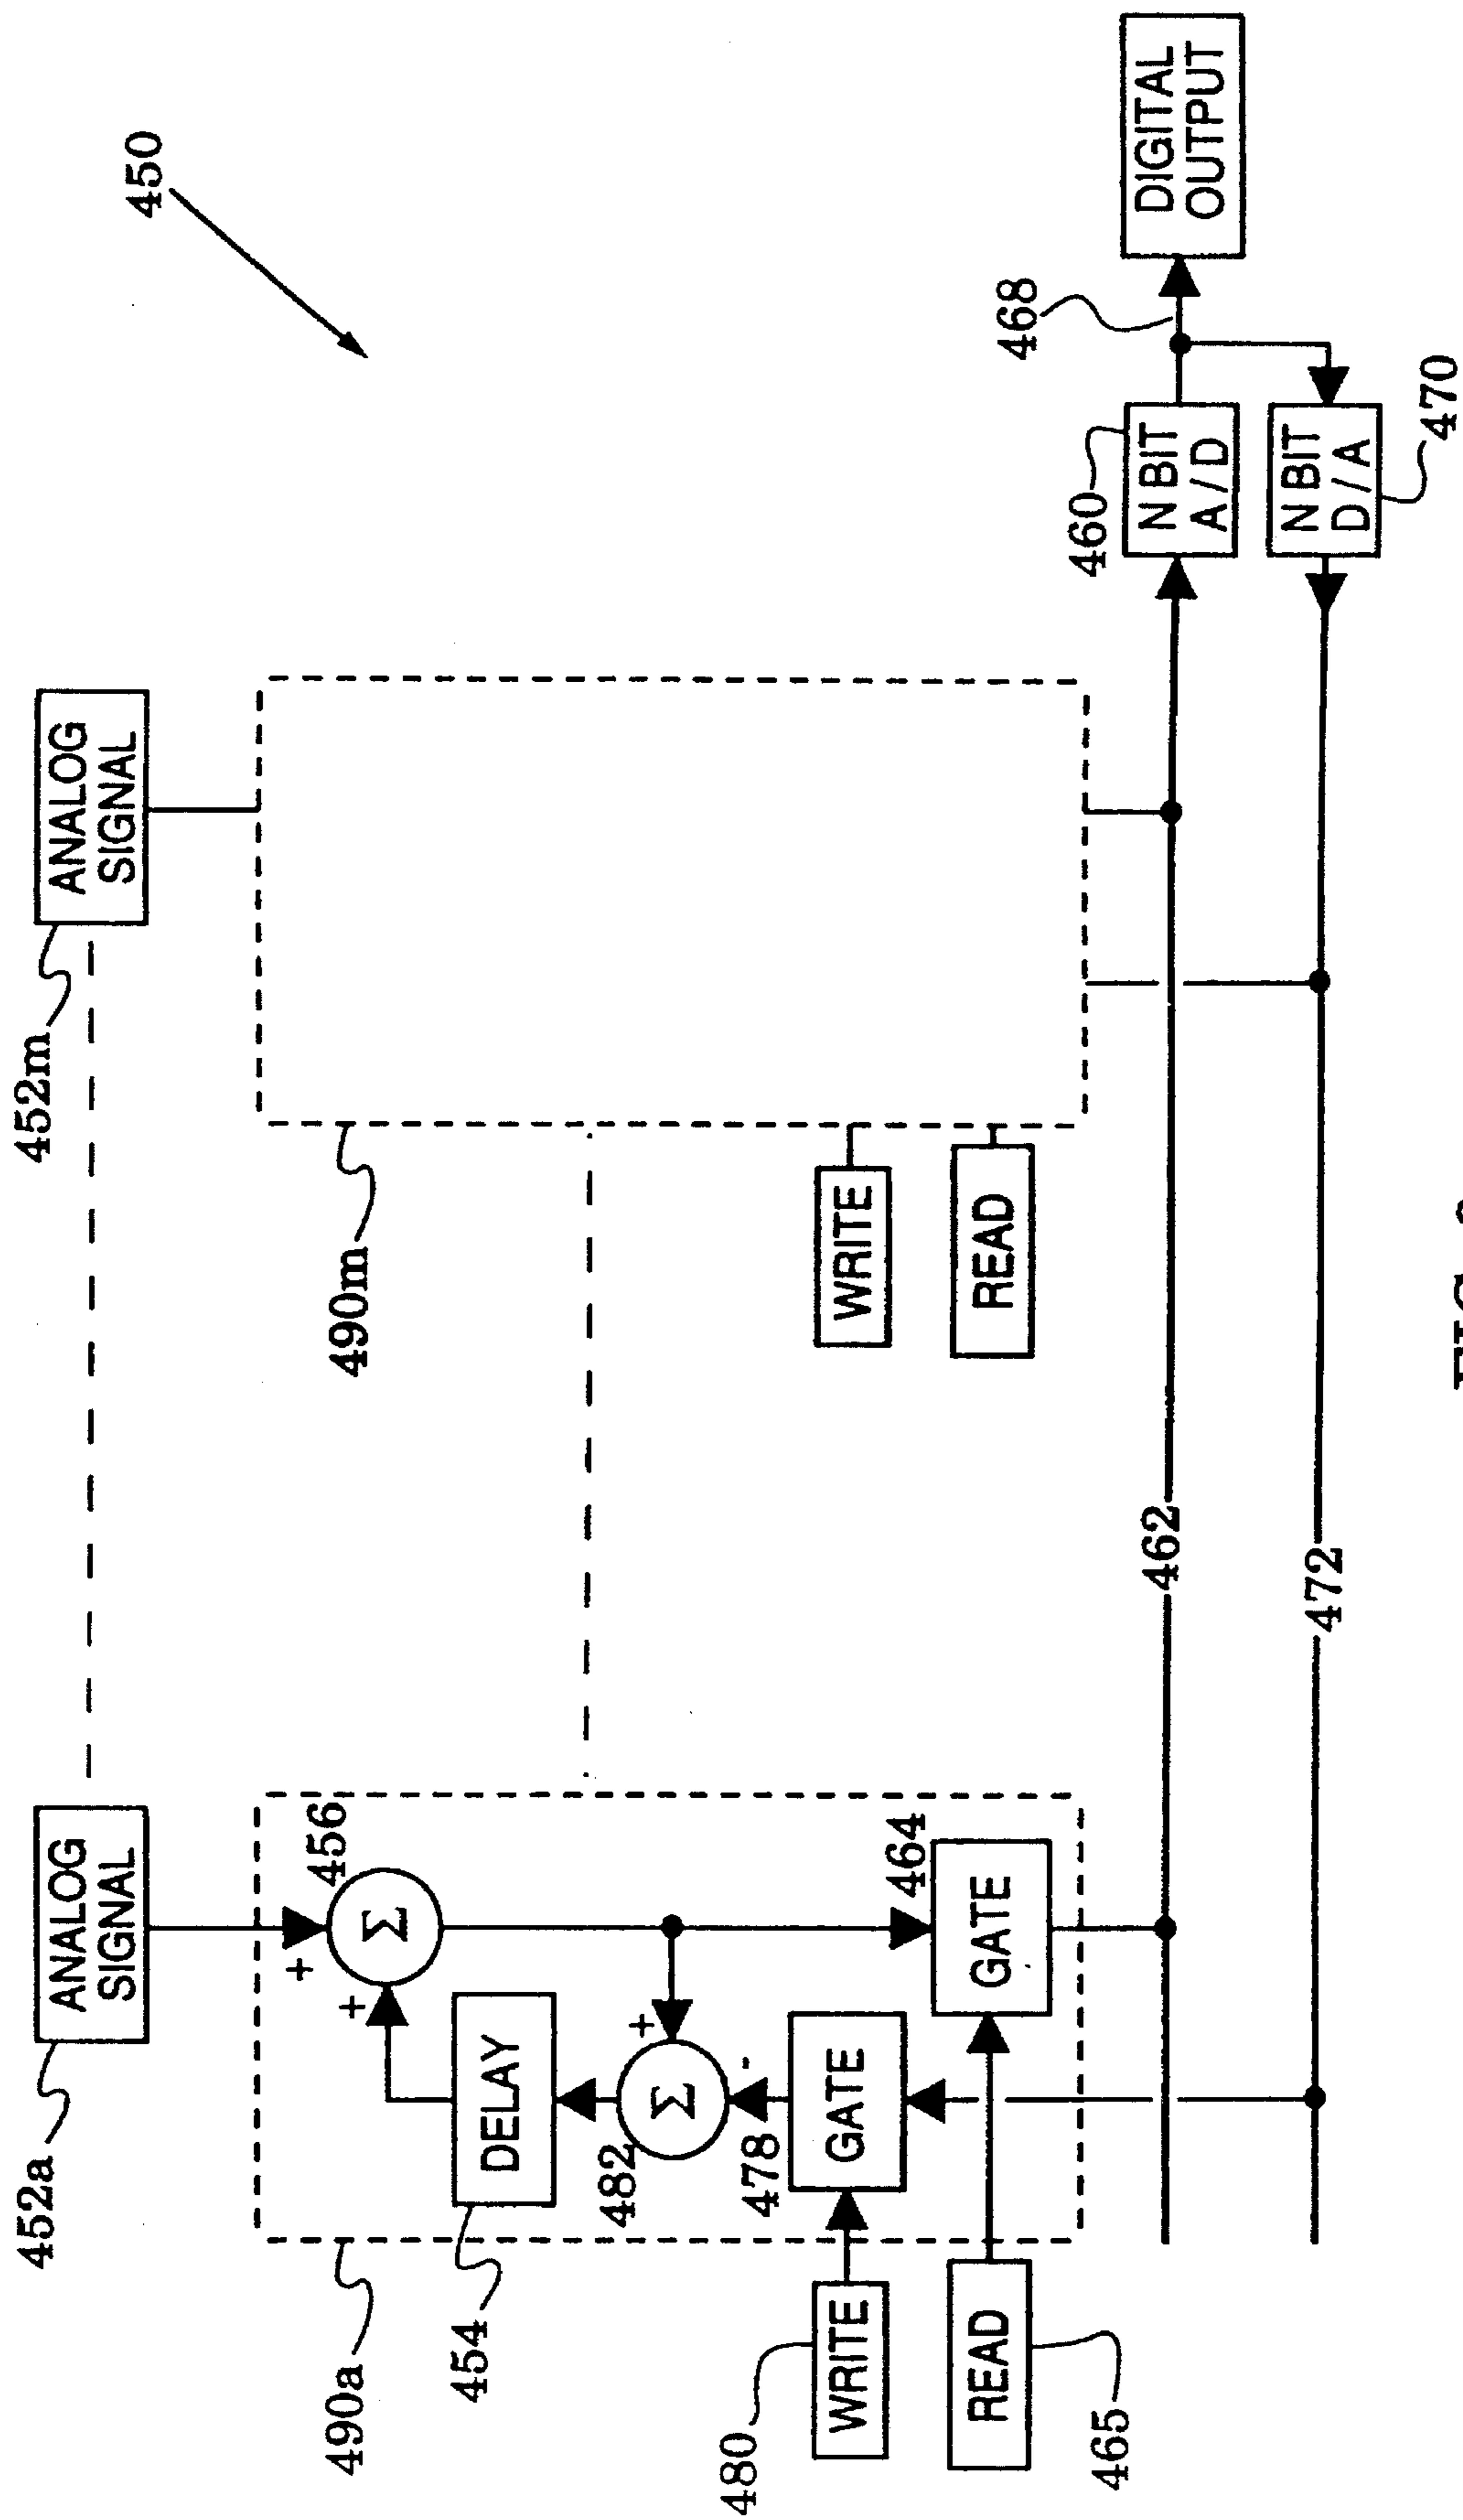 450
452a
ANALOG
SIGNAL
452m
ANALOG
SIGNAL
490a
456
+
Σ
+
454
DELAY
482
+
Σ
-
478
GATE
464
GATE
480
WRITE
465
READ
490m
WRITE
READ
462
472
460
N BIT
A/D
468
DIGITAL
OUTPUT
N BIT
D/A
470